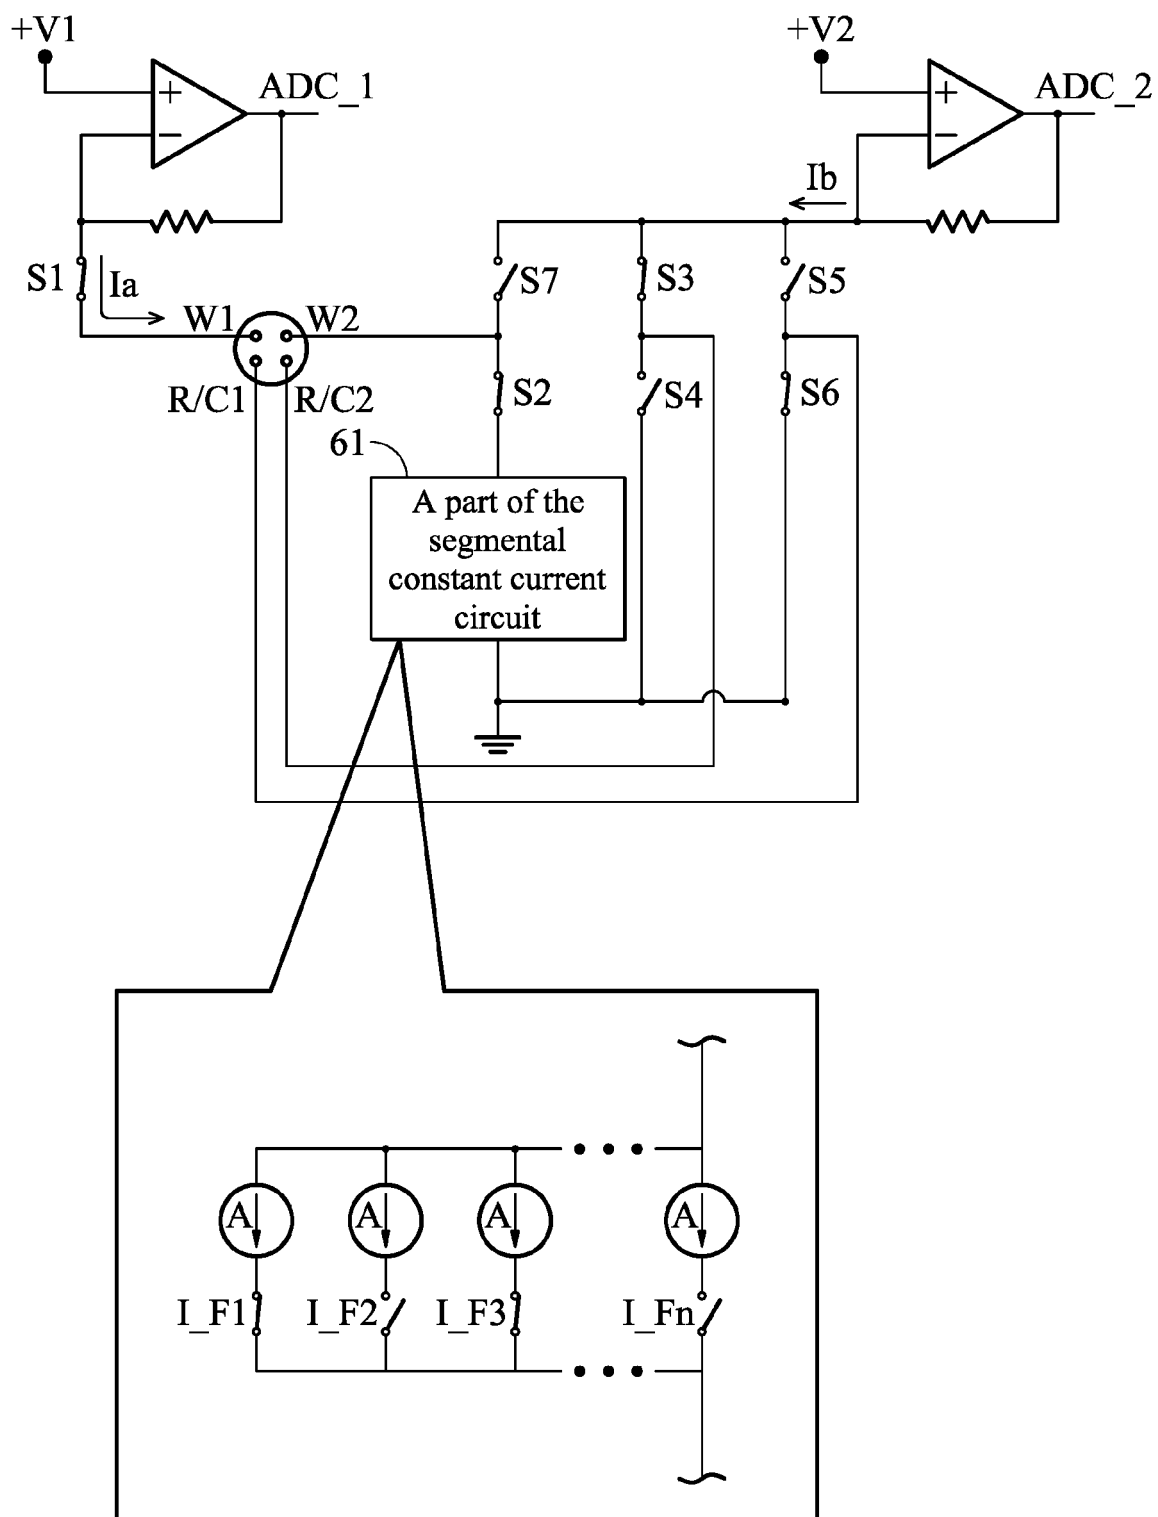 +V1
+V2
ADC_1
ADC_2
+
−
+
−
Ib
S1
Ia
S7
S3
S5
W1
W2
R/C1
R/C2
S2
S4
S6
61
A part of the
segmental
constant current
circuit
A
A
A
A
I_F1
I_F2
I_F3
I_Fn